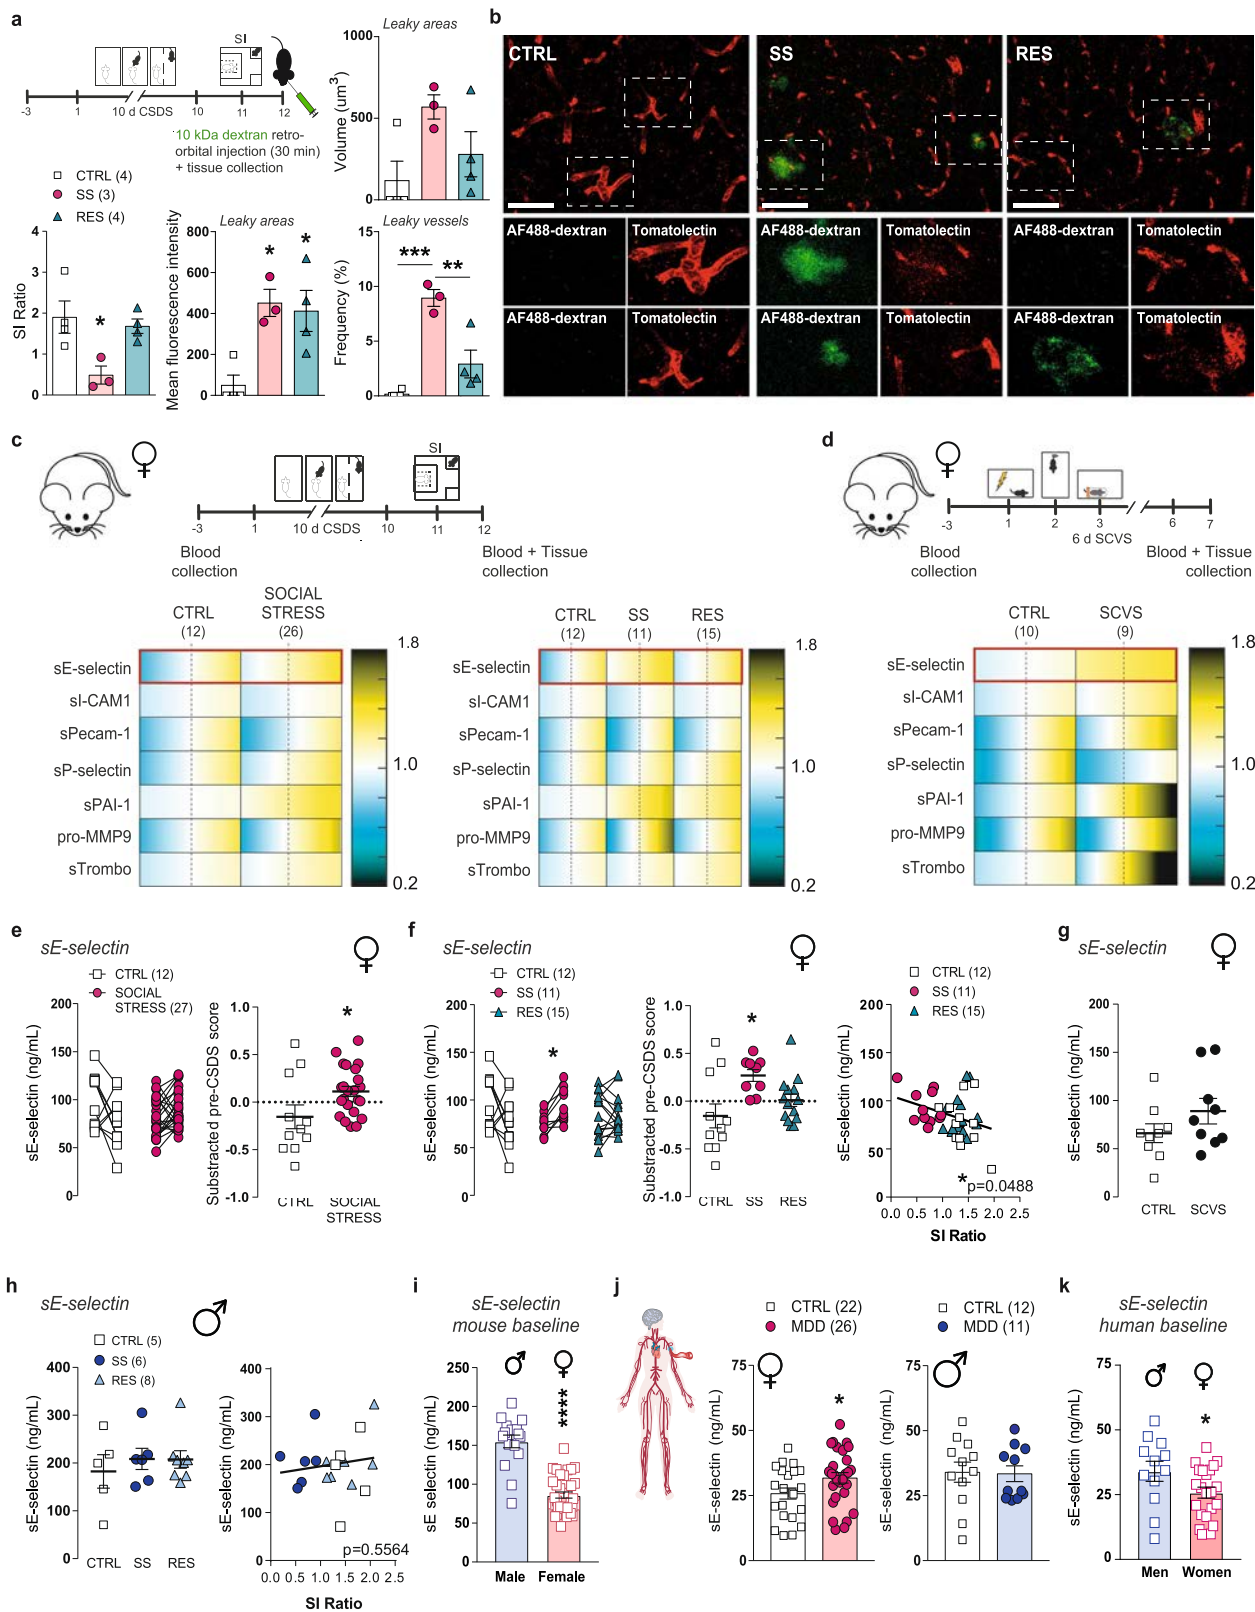 a
SI
-3
1
10 d CSDS
10
11
12
10 kDa dextran retro-
orbital injection (30 min)
+ tissue collection
CTRL (4)
SS (3)
RES (4)
Leaky areas
Volume (um³)
1000
500
0
SI Ratio
4
3
2
1
0
*
Leaky areas
Mean fluorescence intensity
800
600
400
200
0
*
*
Leaky vessels
Frequency (%)
15
10
5
0
***
**
b
CTRL
SS
RES
AF488-dextran
Tomatolectin
AF488-dextran
Tomatolectin
AF488-dextran
Tomatolectin
AF488-dextran
Tomatolectin
AF488-dextran
Tomatolectin
AF488-dextran
Tomatolectin
c
SI
-3
1
10 d CSDS
10
11
12
Blood
collection
Blood + Tissue
collection
CTRL
(12)
SOCIAL
STRESS
(26)
sE-selectin
sI-CAM1
sPecam-1
sP-selectin
sPAI-1
pro-MMP9
sTrombo
1.8
1.0
0.2
CTRL
(12)
SS
(11)
RES
(15)
sE-selectin
sI-CAM1
sPecam-1
sP-selectin
sPAI-1
pro-MMP9
sTrombo
1.8
1.0
0.2
d
-3
1
2
3
6
7
6 d SCVS
Blood
collection
Blood + Tissue
collection
CTRL
(10)
SCVS
(9)
sE-selectin
sI-CAM1
sPecam-1
sP-selectin
sPAI-1
pro-MMP9
sTrombo
1.8
1.0
0.2
e
sE-selectin
CTRL (12)
SOCIAL
STRESS (27)
sE-selectin (ng/mL)
200
150
100
50
0
Substracted pre-CSDS score
1.0
0.5
0.0
-0.5
-1.0
*
CTRL
SOCIAL
STRESS
f
sE-selectin
CTRL (12)
SS (11)
RES (15)
sE-selectin (ng/mL)
200
150
100
50
0
*
Substracted pre-CSDS score
1.0
0.5
0.0
-0.5
-1.0
*
CTRL
SS
RES
CTRL (12)
SS (11)
RES (15)
sE-selectin (ng/mL)
200
150
100
50
0
* p=0.0488
0.0 0.5 1.0 1.5 2.0 2.5
SI Ratio
g
sE-selectin
sE-selectin (ng/mL)
200
150
100
50
0
CTRL
SCVS
h
sE-selectin
CTRL (5)
SS (6)
RES (8)
sE-selectin (ng/mL)
400
300
200
100
0
CTRL
SS
RES
sE-selectin (ng/mL)
400
300
200
100
0
p=0.5564
0.0 0.5 1.0 1.5 2.0 2.5
SI Ratio
i
sE-selectin
mouse baseline
sE-selectin (ng/mL)
250
200
150
100
50
0
****
Male
Female
j
CTRL (22)
MDD (26)
sE-selectin (ng/mL)
75
50
25
0
*
CTRL (12)
MDD (11)
sE-selectin (ng/mL)
75
50
25
0
k
sE-selectin
human baseline
sE-selectin (ng/mL)
75
50
25
0
*
Men
Women